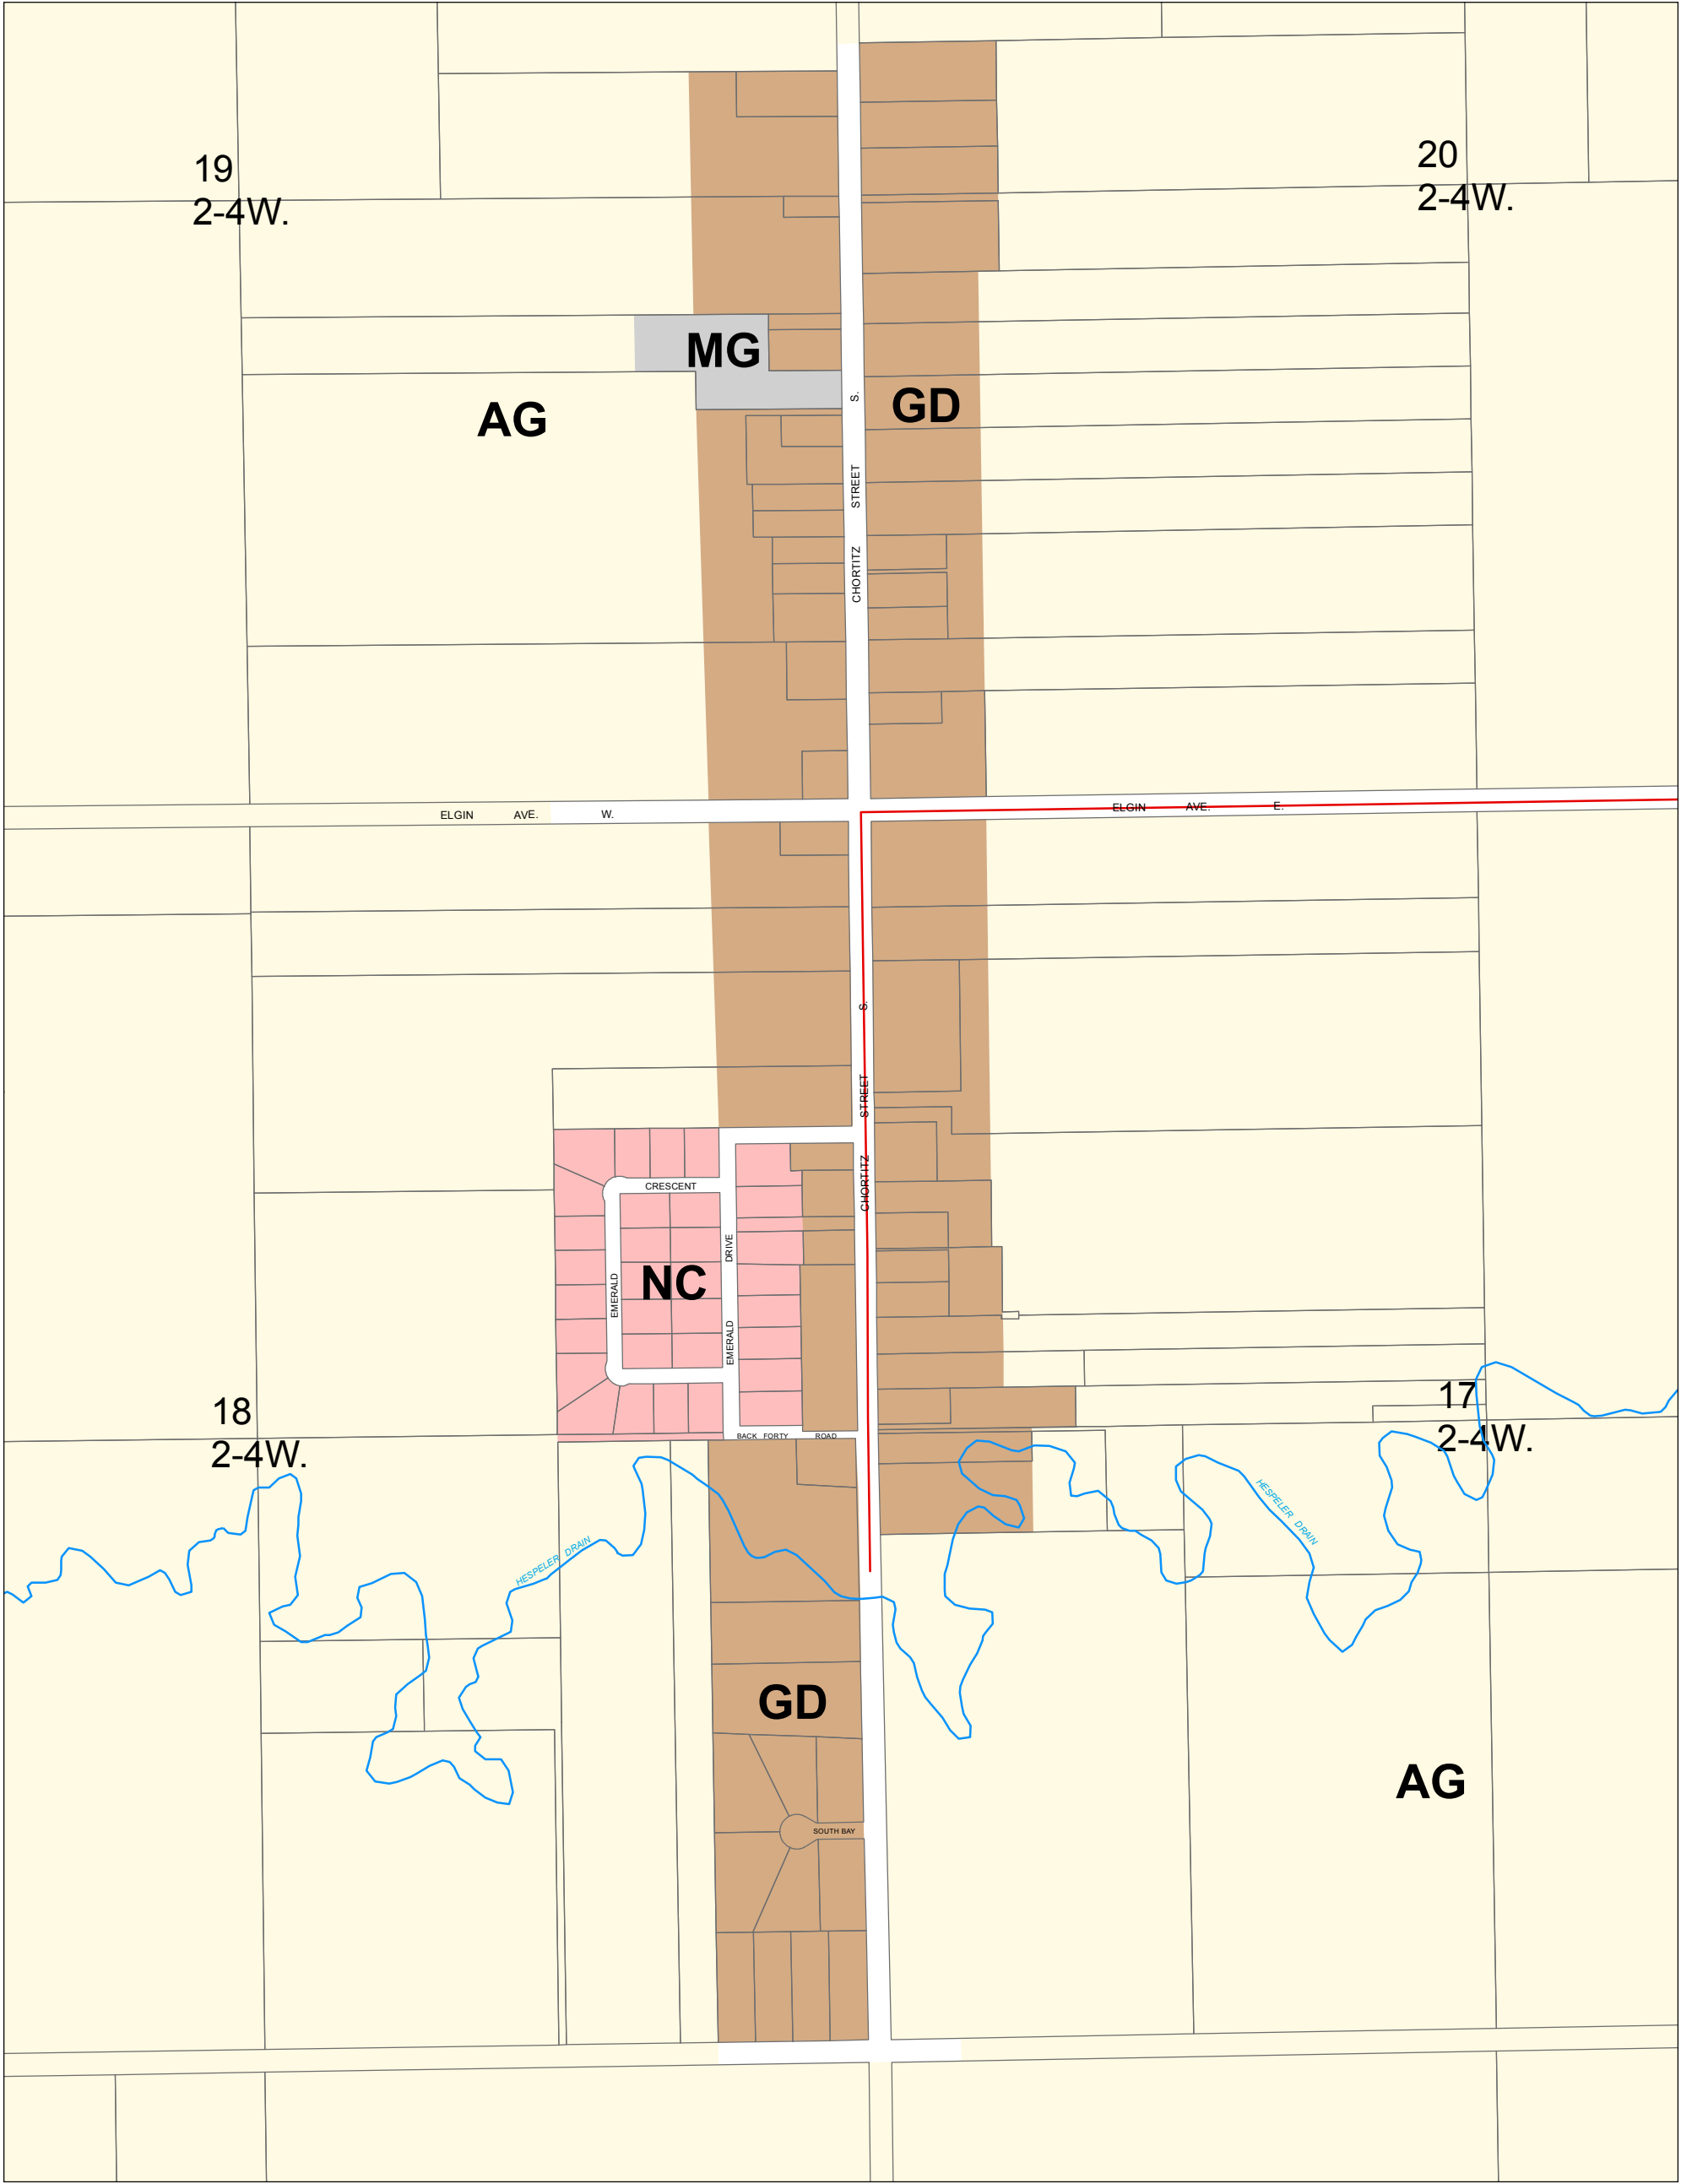 20
2-4W.
19
2-4W.
MG
S.
GD
AG
STREET
CHORTITZ
ELGIN AVE. E.
ELGIN AVE. W.
S.
STREET
CHORTITZ
CRESCENT
DRIVE
NC
EMERALD
EMERALD
17
2-4W.
18
2-4W.
BACK FORTY ROAD
HESPELER DRAIN
HESPELER DRAIN
GD
AG
SOUTH BAY